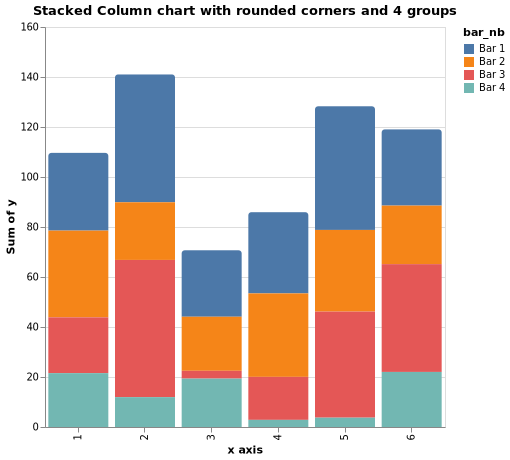 Stacked Column chart with rounded corners and 4 groups
bar_nb
Bar 1
Bar 2
Bar 3
Bar 4
160
140
120
100
80
60
40
20
0
Sum of y
1
2
3
4
5
6
x axis